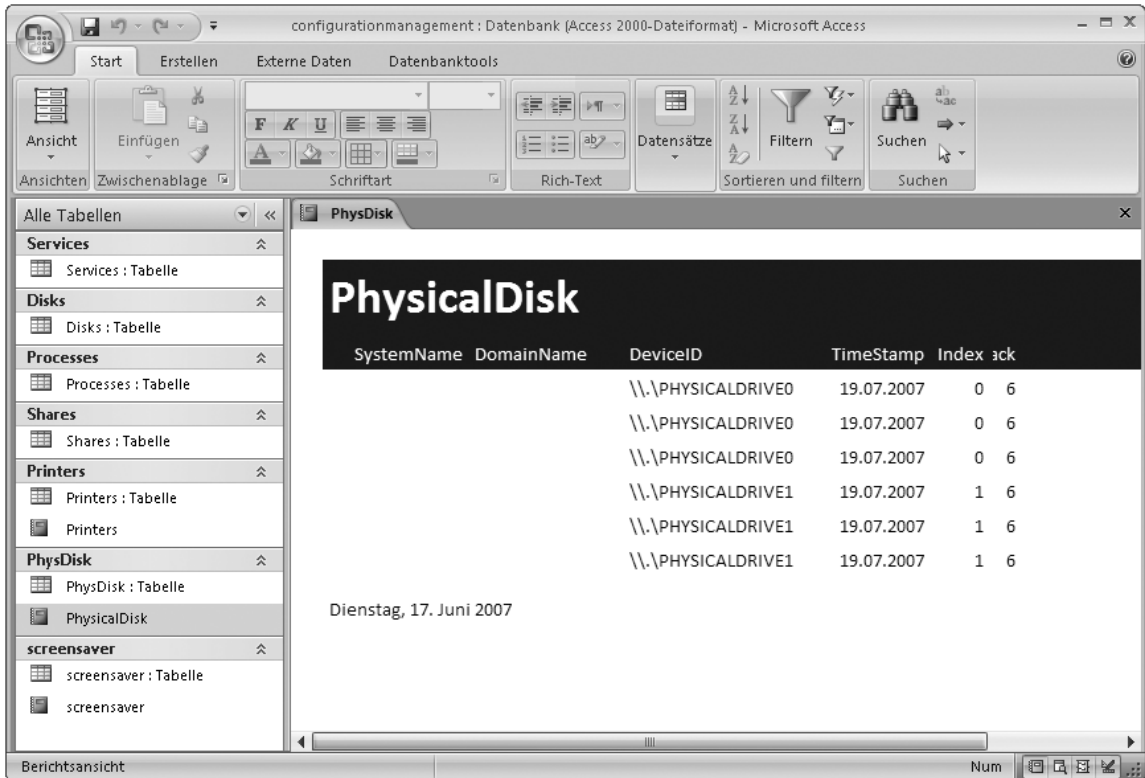 configurationmanagement : Datenbank (Access 2000-Dateiformat) - Microsoft Access
Start Erstellen Externe Daten Datenbanktools
Ansicht
Einfügen
F K U
Datensätze
Filtern
Suchen
Ansichten Zwischenablage Schriftart Rich-Text Sortieren und filtern Suchen
Alle Tabellen
Services
Services : Tabelle
Disks
Disks : Tabelle
Processes
Processes : Tabelle
Shares
Shares : Tabelle
Printers
Printers : Tabelle
Printers
PhysDisk
PhysDisk : Tabelle
PhysicalDisk
screensaver
screensaver : Tabelle
screensaver
PhysDisk
PhysicalDisk
SystemName DomainName DeviceID TimeStamp Index ack
\\.\PHYSICALDRIVE0 19.07.2007 0 6
\\.\PHYSICALDRIVE0 19.07.2007 0 6
\\.\PHYSICALDRIVE0 19.07.2007 0 6
\\.\PHYSICALDRIVE1 19.07.2007 1 6
\\.\PHYSICALDRIVE1 19.07.2007 1 6
\\.\PHYSICALDRIVE1 19.07.2007 1 6
Dienstag, 17. Juni 2007
Berichtsansicht Num